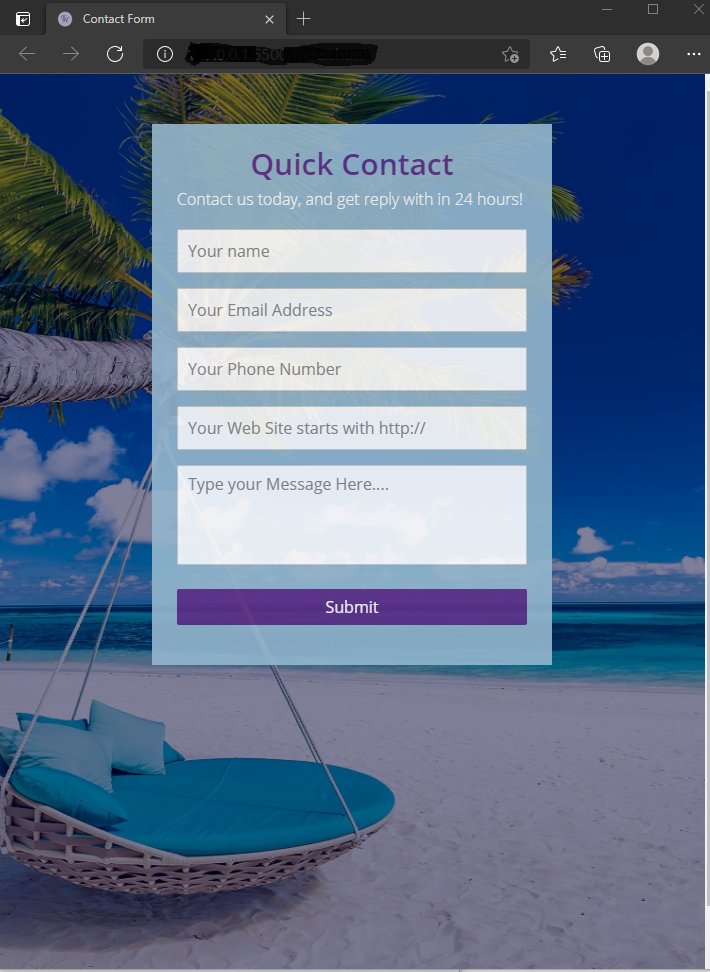 Contact Form
Quick Contact
Contact us today, and get reply with in 24 hours!
Your name
Your Email Address
Your Phone Number
Your Web Site starts with http://
Type your Message Here....
Submit